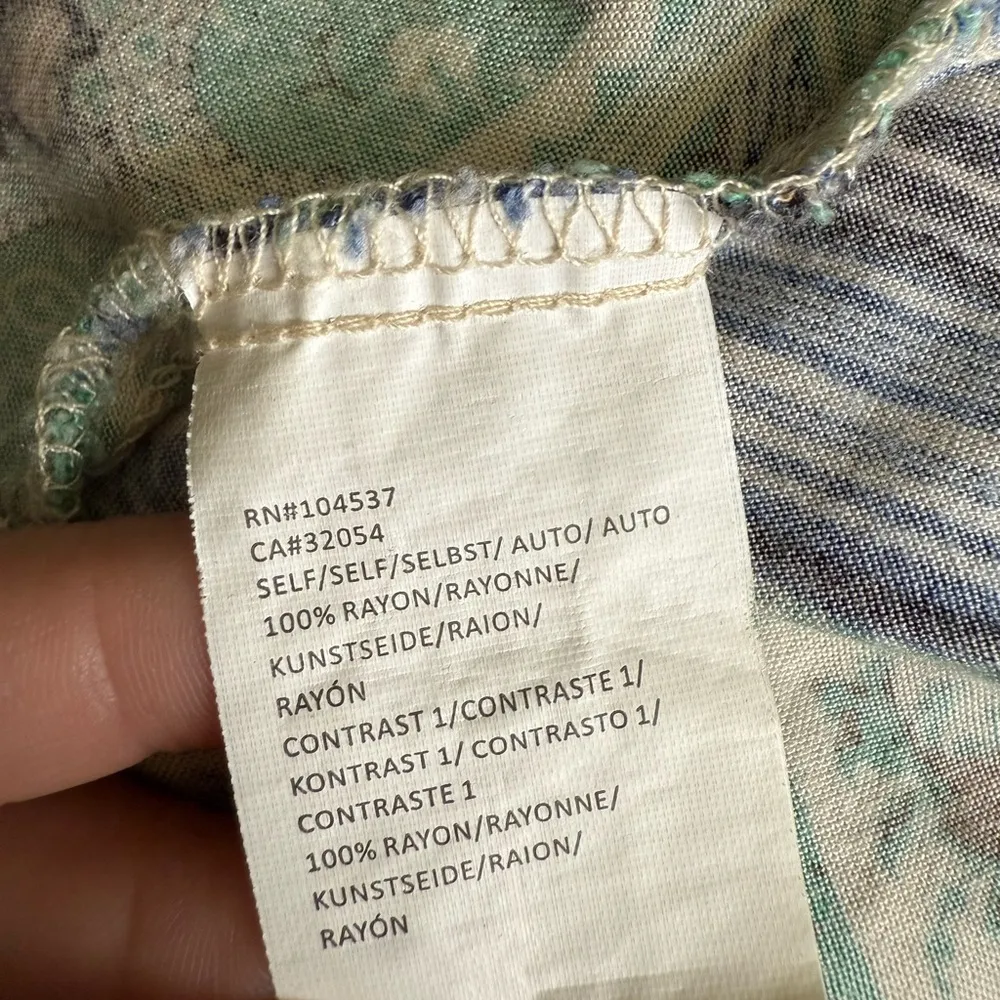 RN#104537
CA#32054
SELF/SELF/SELBST/ AUTO/ AUTO
100% RAYON/RAYONNE/
KUNSTSEIDE/RAION/
RAYÓN
CONTRAST 1/CONTRASTE 1/
KONTRAST 1/ CONTRASTO 1/
CONTRASTE 1
100% RAYON/RAYONNE/
KUNSTSEIDE/RAION/
RAYÓN